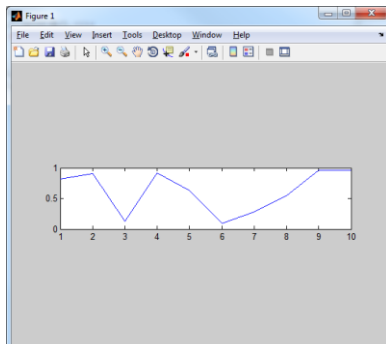 Figure 1
File Edit View Insert Tools Desktop Window Help
1
0.5
0
1 2 3 4 5 6 7 8 9 10